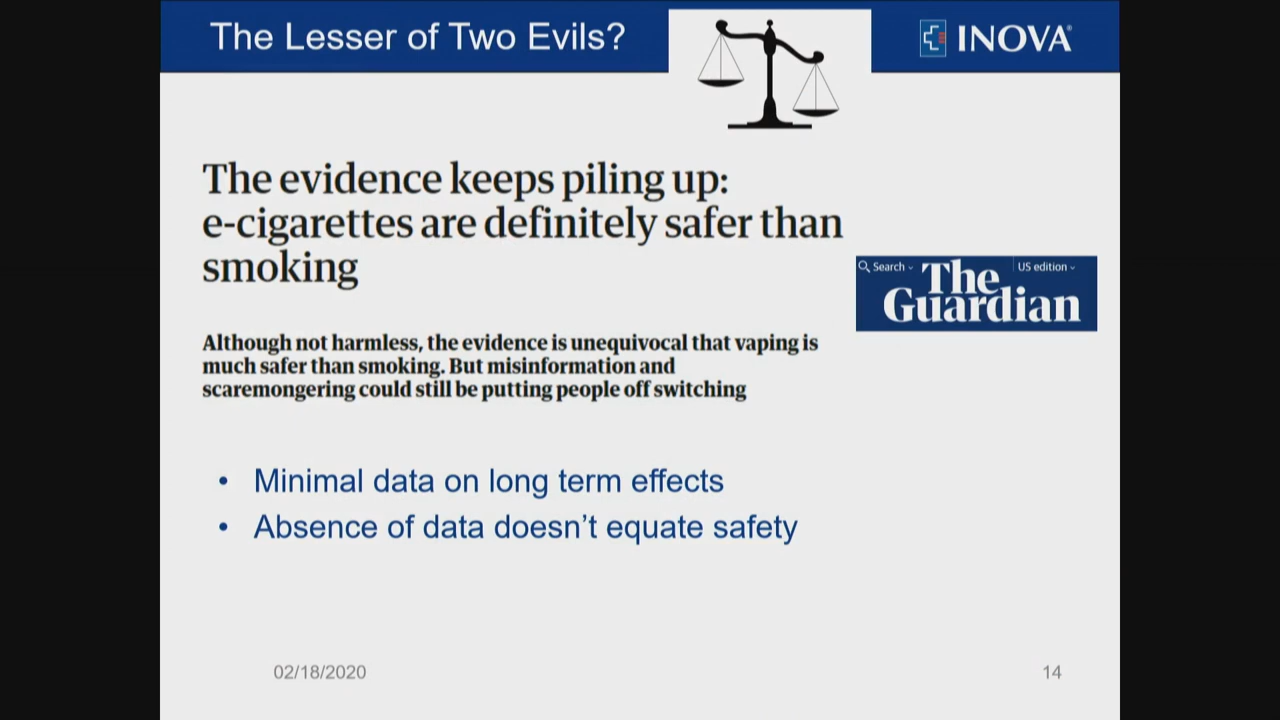 The Lesser of Two Evils?
INOVA®
The evidence keeps piling up:
e-cigarettes are definitely safer than
smoking
Search
US edition
The
Guardian
Although not harmless, the evidence is unequivocal that vaping is
much safer than smoking. But misinformation and
scaremongering could still be putting people off switching
• Minimal data on long term effects
• Absence of data doesn’t equate safety
02/18/2020
14